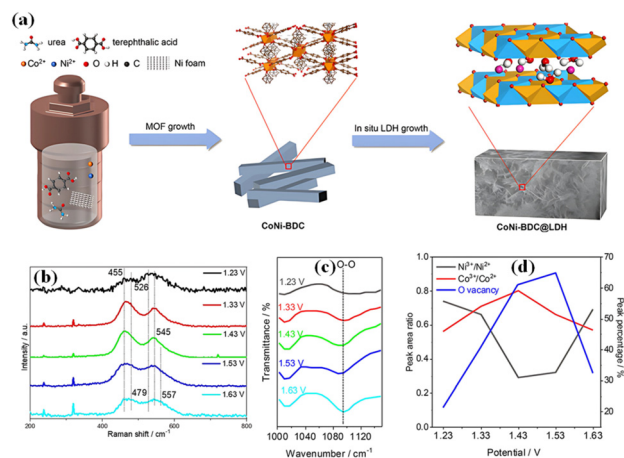 (a)
urea terephthalic acid
Co²⁺ Ni²⁺ O H C Ni foam
MOF growth
In situ LDH growth
CoNi-BDC
CoNi-BDC@LDH
(b)
455
526
1.23 V
1.33 V
545
1.43 V
1.53 V
479
557
1.63 V
Intensity / a.u.
200 400 600 800
Raman shift / cm⁻¹
(c)
O-O
1.23 V
1.33 V
1.43 V
1.53 V
1.63 V
Transmittance / %
1000 1040 1080 1120
Wavenumber / cm⁻¹
(d)
Ni³⁺/Ni²⁺
Co³⁺/Co²⁺
O vacancy
Peak area ratio
1.0
0.8
0.6
0.4
0.2
0.0
Peak percentage / %
70
60
50
40
30
20
1.23 1.33 1.43 1.53 1.63
Potential / V